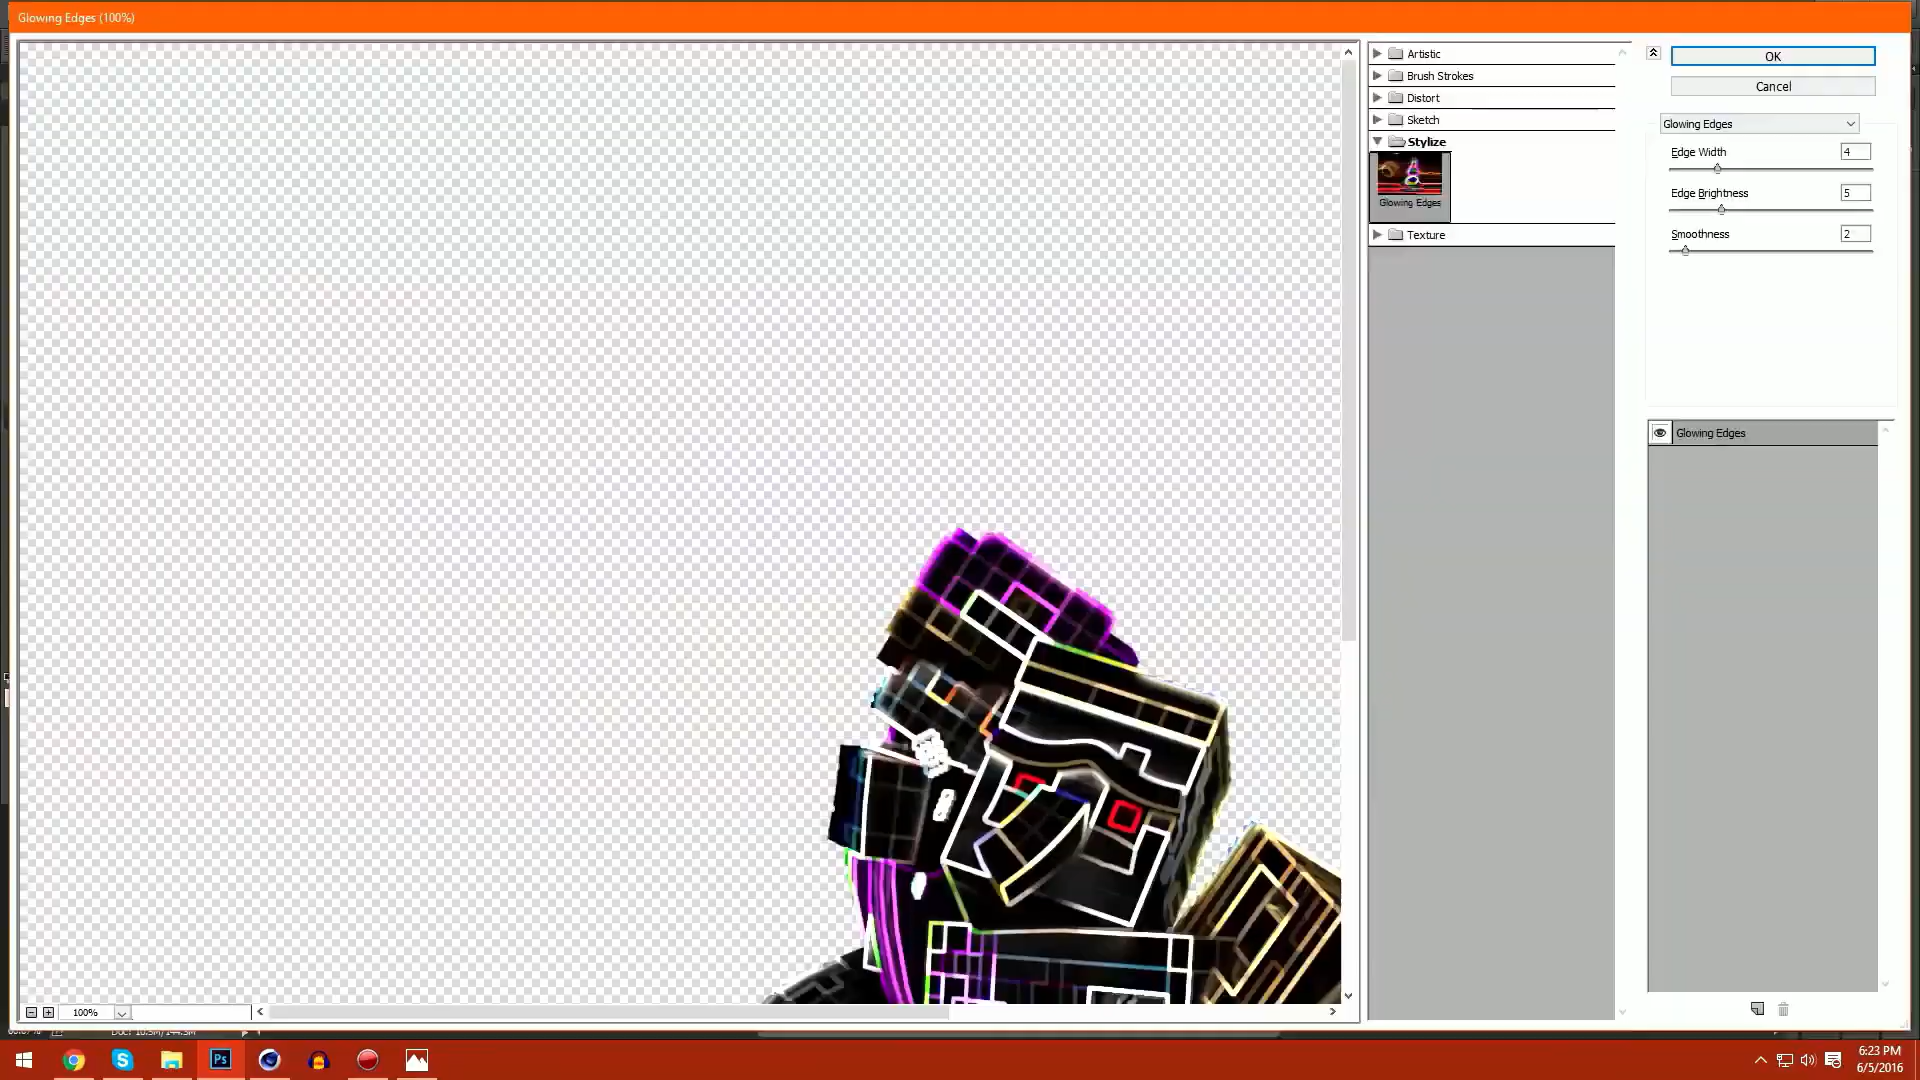 Glowing Edges (100%)
Artistic
Brush Strokes
Distort
Sketch
Stylize
Glowing Edges
Texture
OK
Cancel
Glowing Edges
Edge Width 4
Edge Brightness 5
Smoothness 2
Glowing Edges
100%
Ps
6:23 PM
6/5/2016